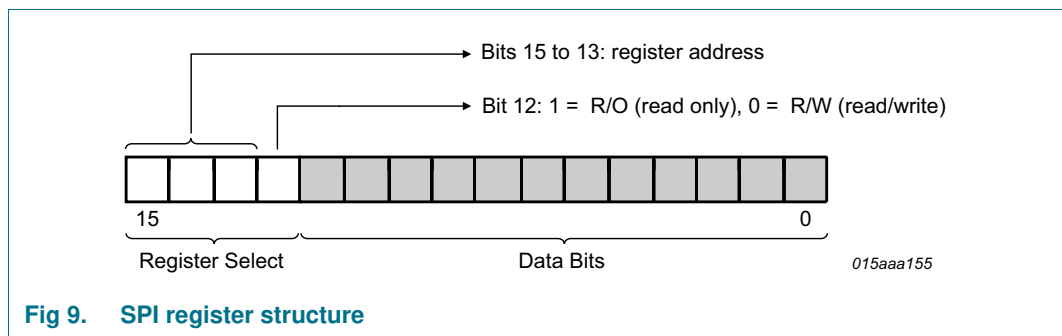 Bits 15 to 13: register address
Bit 12: 1 = R/O (read only), 0 = R/W (read/write)
15 0
Register Select Data Bits 015aaa155
Fig 9. SPI register structure